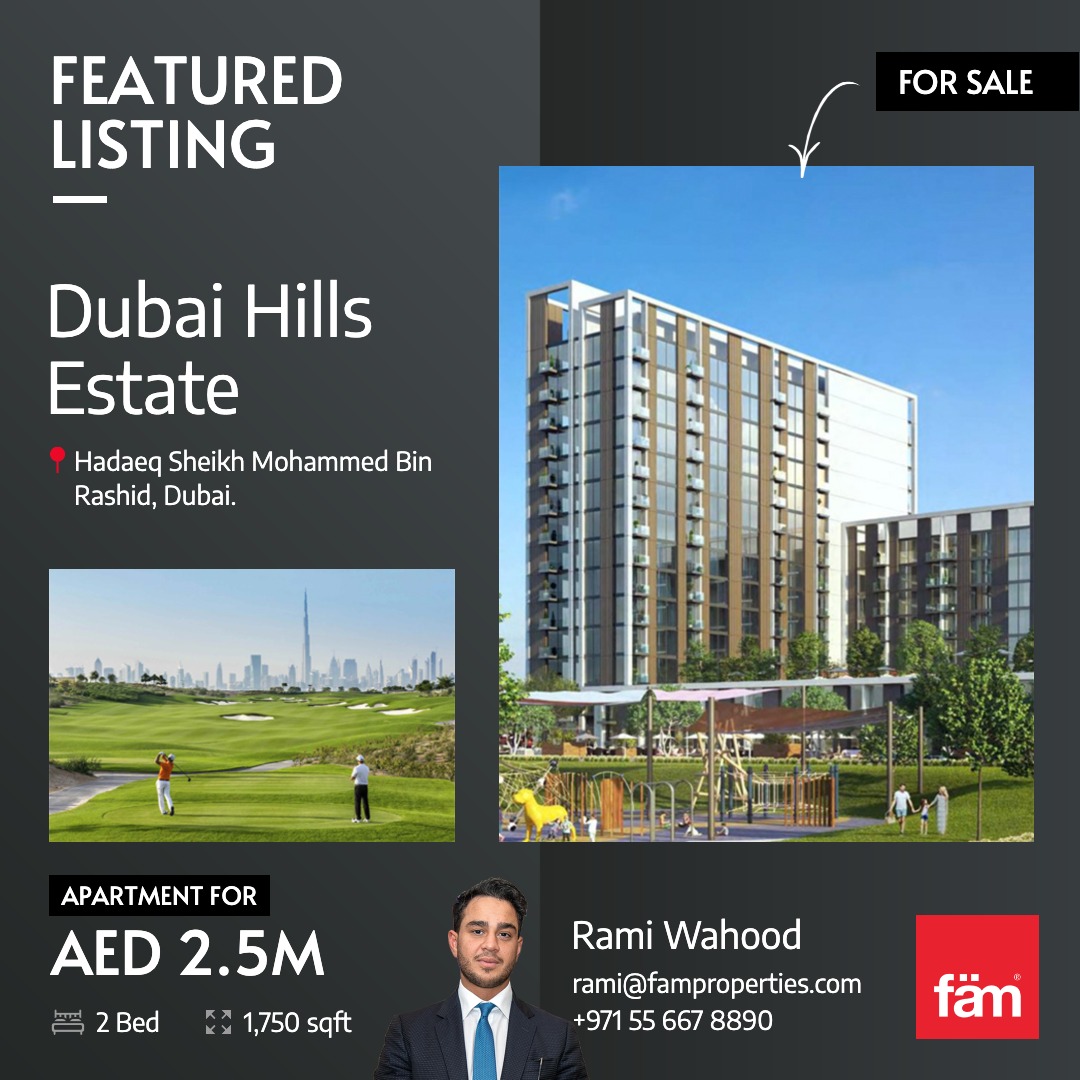 FEATURED
LISTING
FOR SALE
Dubai Hills
Estate
Hadaeq Sheikh Mohammed Bin
Rashid, Dubai.
APARTMENT FOR
AED 2.5M
2 Bed
1,750 sqft
Rami Wahood
rami@famproperties.com
+971 55 667 8890
fäm®